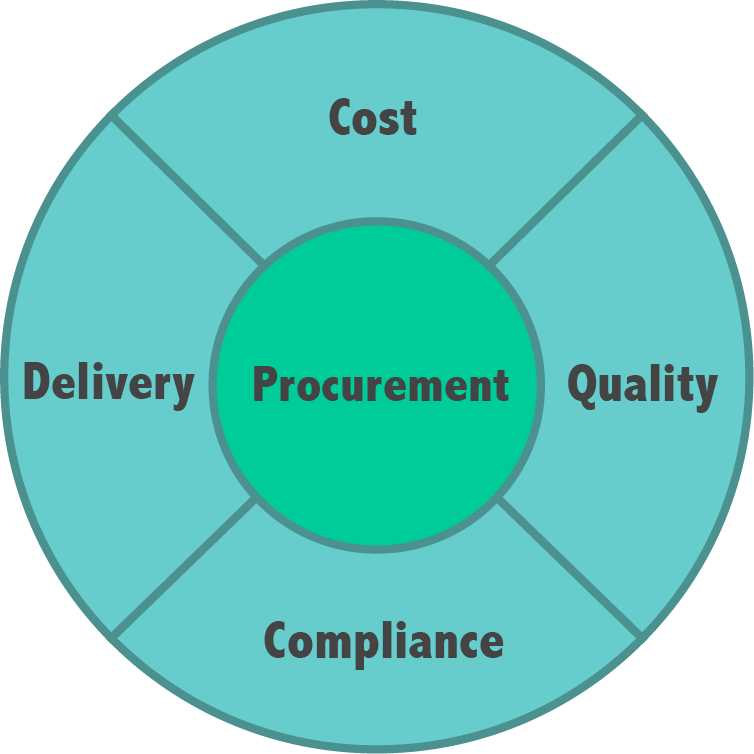 Cost
Delivery
Procurement
Quality
Compliance